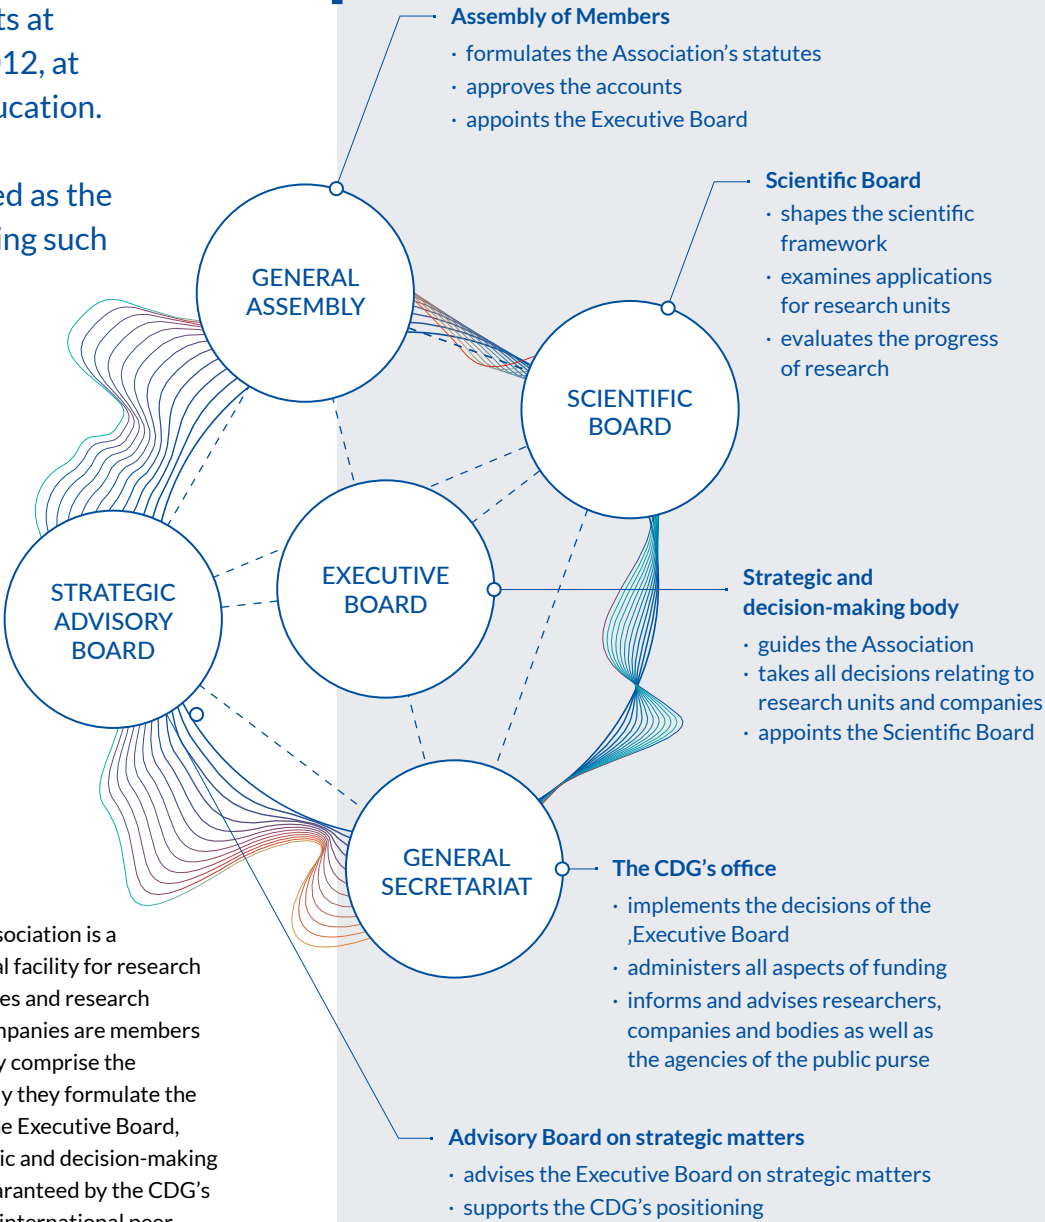 ts at
12, at
ucation.
ed as the
ing such
Assembly of Members
· formulates the Association’s statutes
· approves the accounts
· appoints the Executive Board
Scientific Board
· shapes the scientific
framework
· examines applications
for research units
· evaluates the progress
of research
GENERAL
ASSEMBLY
SCIENTIFIC
BOARD
EXECUTIVE
BOARD
STRATEGIC
ADVISORY
BOARD
Strategic and
decision-making body
· guides the Association
· takes all decisions relating to
research units and companies
· appoints the Scientific Board
GENERAL
SECRETARIAT
The CDG’s office
· implements the decisions of the
‚Executive Board
· administers all aspects of funding
· informs and advises researchers,
companies and bodies as well as
the agencies of the public purse
sociation is a
al facility for research
es and research
mpanies are members
y comprise the
y they formulate the
e Executive Board,
ic and decision-making
aranteed by the CDG’s
international peer
Advisory Board on strategic matters
· advises the Executive Board on strategic matters
· supports the CDG’s positioning